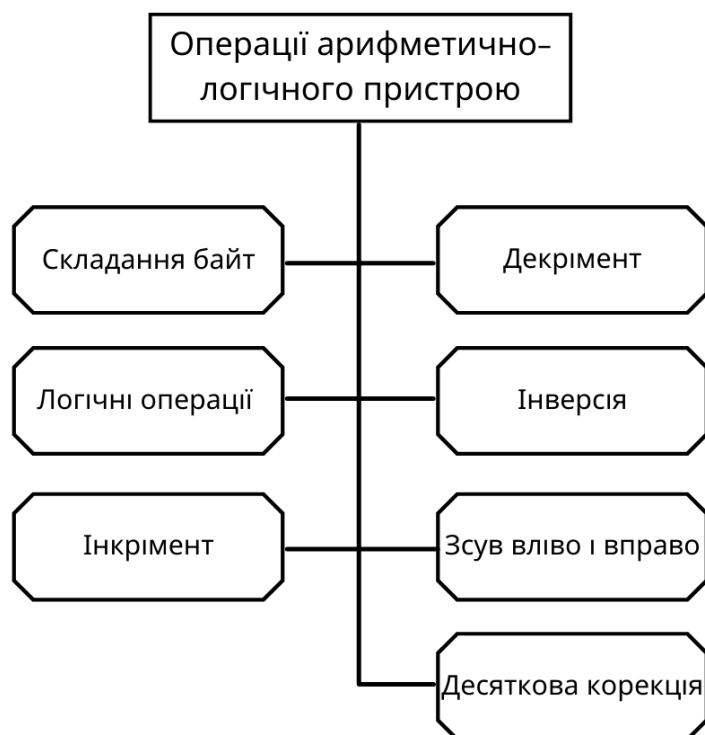 Операції арифметично–
логічного пристрою
Складання байт
Декрімент
Логічні операції
Інверсія
Інкрімент
Зсув вліво і вправо
Десяткова корекція